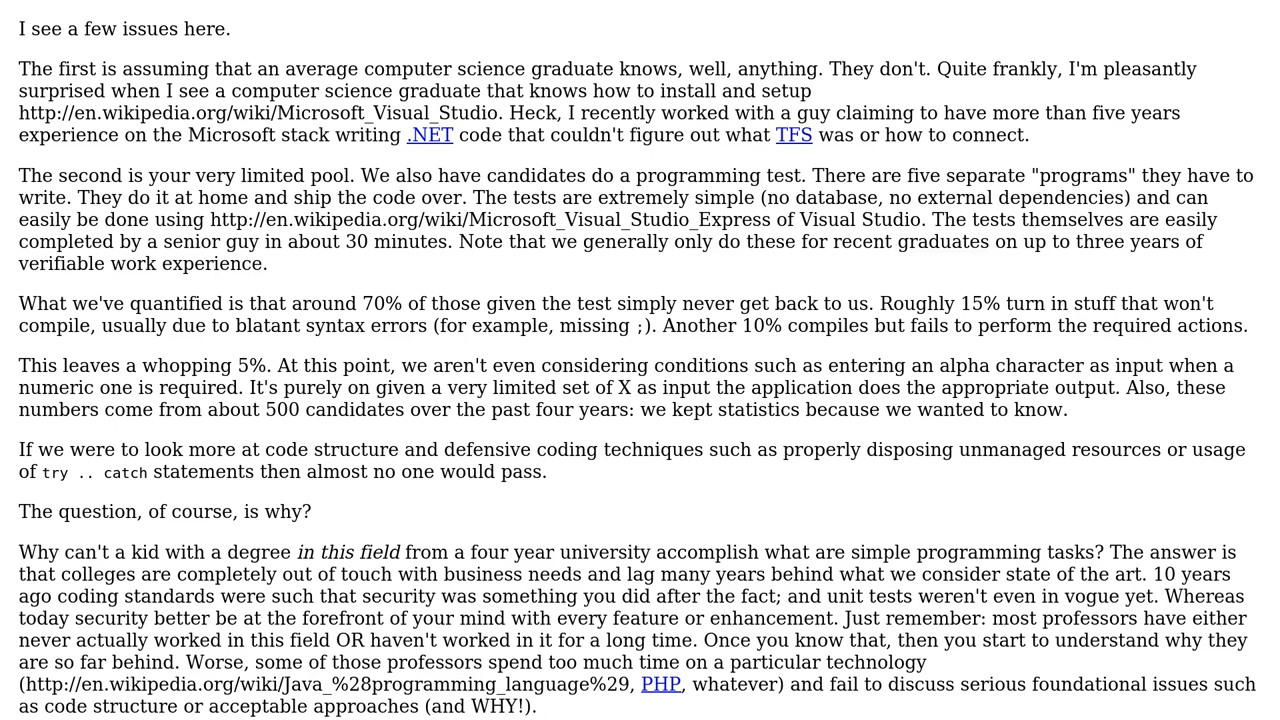 I see a few issues here.
The first is assuming that an average computer science graduate knows, well, anything. They don't. Quite frankly, I'm pleasantly
surprised when I see a computer science graduate that knows how to install and setup
http://en.wikipedia.org/wiki/Microsoft_Visual_Studio. Heck, I recently worked with a guy claiming to have more than five years
experience on the Microsoft stack writing .NET code that couldn't figure out what TFS was or how to connect.
The second is your very limited pool. We also have candidates do a programming test. There are five separate "programs" they have to
write. They do it at home and ship the code over. The tests are extremely simple (no database, no external dependencies) and can
easily be done using http://en.wikipedia.org/wiki/Microsoft_Visual_Studio_Express of Visual Studio. The tests themselves are easily
completed by a senior guy in about 30 minutes. Note that we generally only do these for recent graduates on up to three years of
verifiable work experience.
What we've quantified is that around 70% of those given the test simply never get back to us. Roughly 15% turn in stuff that won't
compile, usually due to blatant syntax errors (for example, missing ;). Another 10% compiles but fails to perform the required actions.
This leaves a whopping 5%. At this point, we aren't even considering conditions such as entering an alpha character as input when a
numeric one is required. It's purely on given a very limited set of X as input the application does the appropriate output. Also, these
numbers come from about 500 candidates over the past four years: we kept statistics because we wanted to know.
If we were to look more at code structure and defensive coding techniques such as properly disposing unmanaged resources or usage
of try .. catch statements then almost no one would pass.
The question, of course, is why?
Why can't a kid with a degree in this field from a four year university accomplish what are simple programming tasks? The answer is
that colleges are completely out of touch with business needs and lag many years behind what we consider state of the art. 10 years
ago coding standards were such that security was something you did after the fact; and unit tests weren't even in vogue yet. Whereas
today security better be at the forefront of your mind with every feature or enhancement. Just remember: most professors have either
never actually worked in this field OR haven't worked in it for a long time. Once you know that, then you start to understand why they
are so far behind. Worse, some of those professors spend too much time on a particular technology
(http://en.wikipedia.org/wiki/Java_%28programming_language%29, PHP, whatever) and fail to discuss serious foundational issues such
as code structure or acceptable approaches (and WHY!).